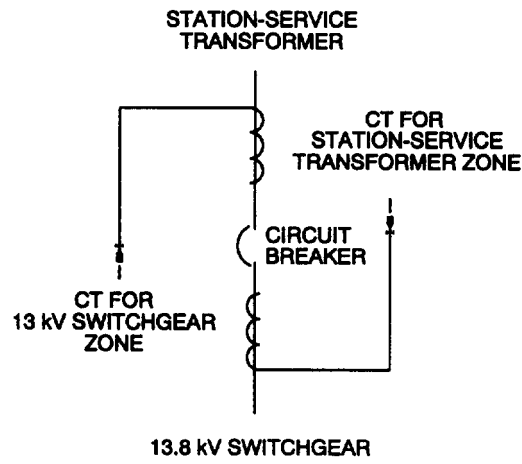 STATION-SERVICE
TRANSFORMER
CT FOR
STATION-SERVICE
TRANSFORMER ZONE
CIRCUIT
BREAKER
CT FOR
13 kV SWITCHGEAR
ZONE
13.8 kV SWITCHGEAR